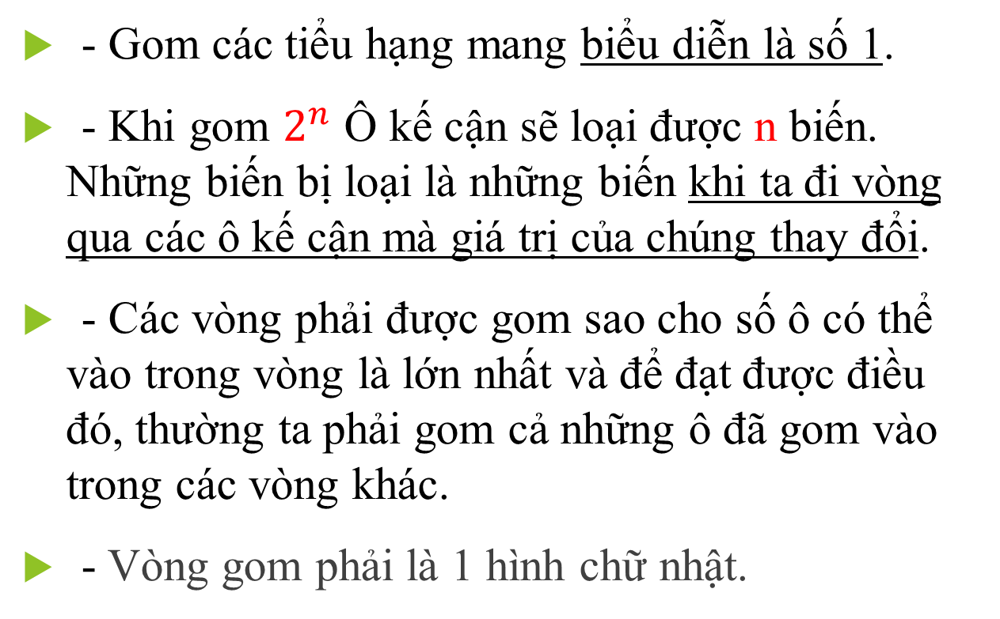 - Gom các tiểu hạng mang biểu diễn là số 1.
- Khi gom 2ⁿ Ô kế cận sẽ loại được n biến.
Những biến bị loại là những biến khi ta đi vòng
qua các ô kế cận mà giá trị của chúng thay đổi.
- Các vòng phải được gom sao cho số ô có thể
vào trong vòng là lớn nhất và để đạt được điều
đó, thường ta phải gom cả những ô đã gom vào
trong các vòng khác.
- Vòng gom phải là 1 hình chữ nhật.